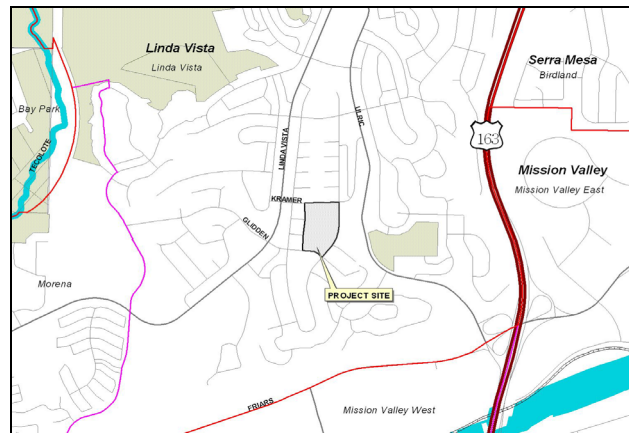 Linda Vista
Linda Vista
Serra Mesa
Birdland
Bay Park
TECOLOTE
LINDA VISTA
ULRIC
163
Mission Valley
Mission Valley East
KRAMER
GLIDDEN
Morena
PROJECT SITE
FRIARS
Mission Valley West